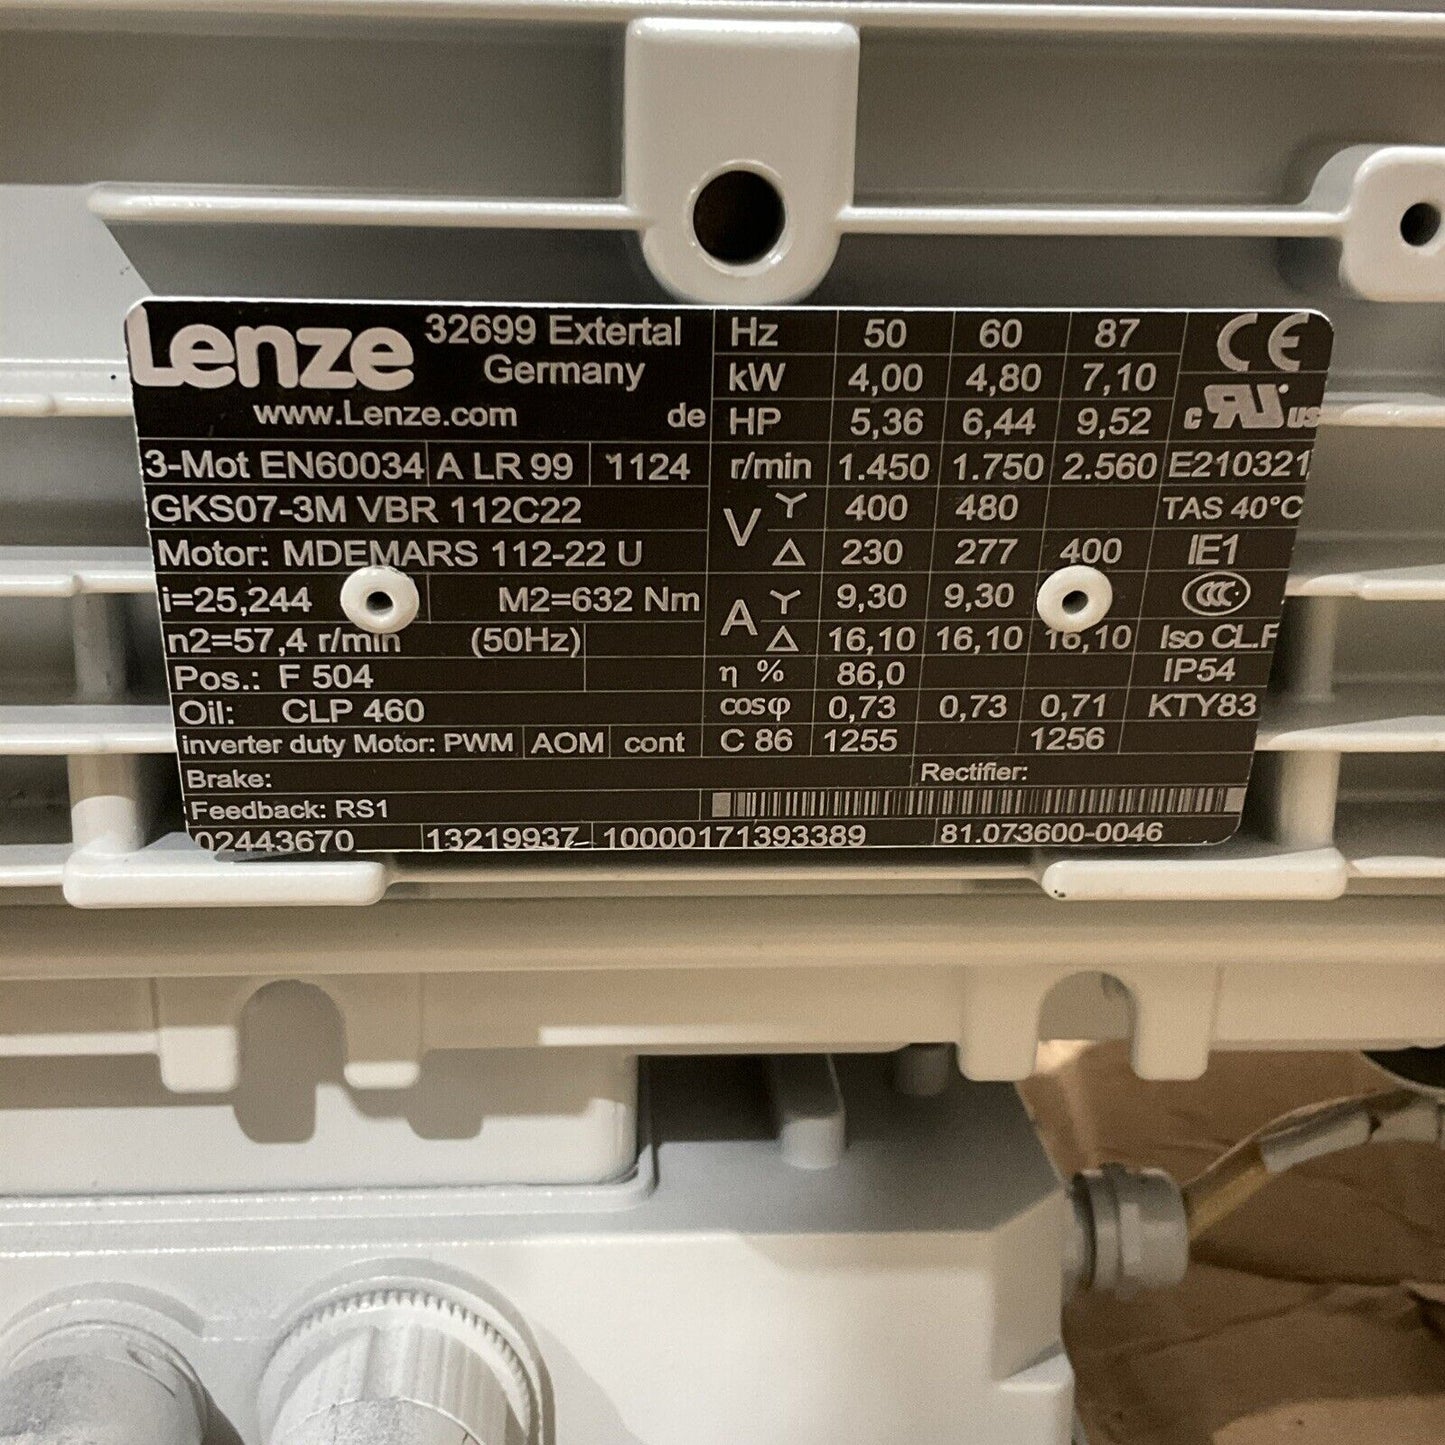 Lenze 32699 Extertal Hz 50 60 87 CE
Germany kW 4,00 4,80 7,10
www.Lenze.com de HP 5,36 6,44 9,52 c RU US
3-Mot EN60034 A LR 99 1124 r/min 1.450 1.750 2.560 E210321
GKS07-3M VBR 112C22 V Y 400 480 TAS 40°C
Motor: MDEMARS 112-22 U △ 230 277 400 IE1
i=25,244 M2=632 Nm A Y 9,30 9,30 CCC
n2=57,4 r/min (50Hz) △ 16,10 16,10 16,10 Iso CL.F
Pos.: F 504 η % 86,0 IP54
Oil: CLP 460 cosφ 0,73 0,73 0,71 KTY83
inverter duty Motor: PWM AOM cont C 86 1255 1256
Brake: Rectifier:
Feedback: RS1
02443670 13219937 10000171393389 81.073600-0046